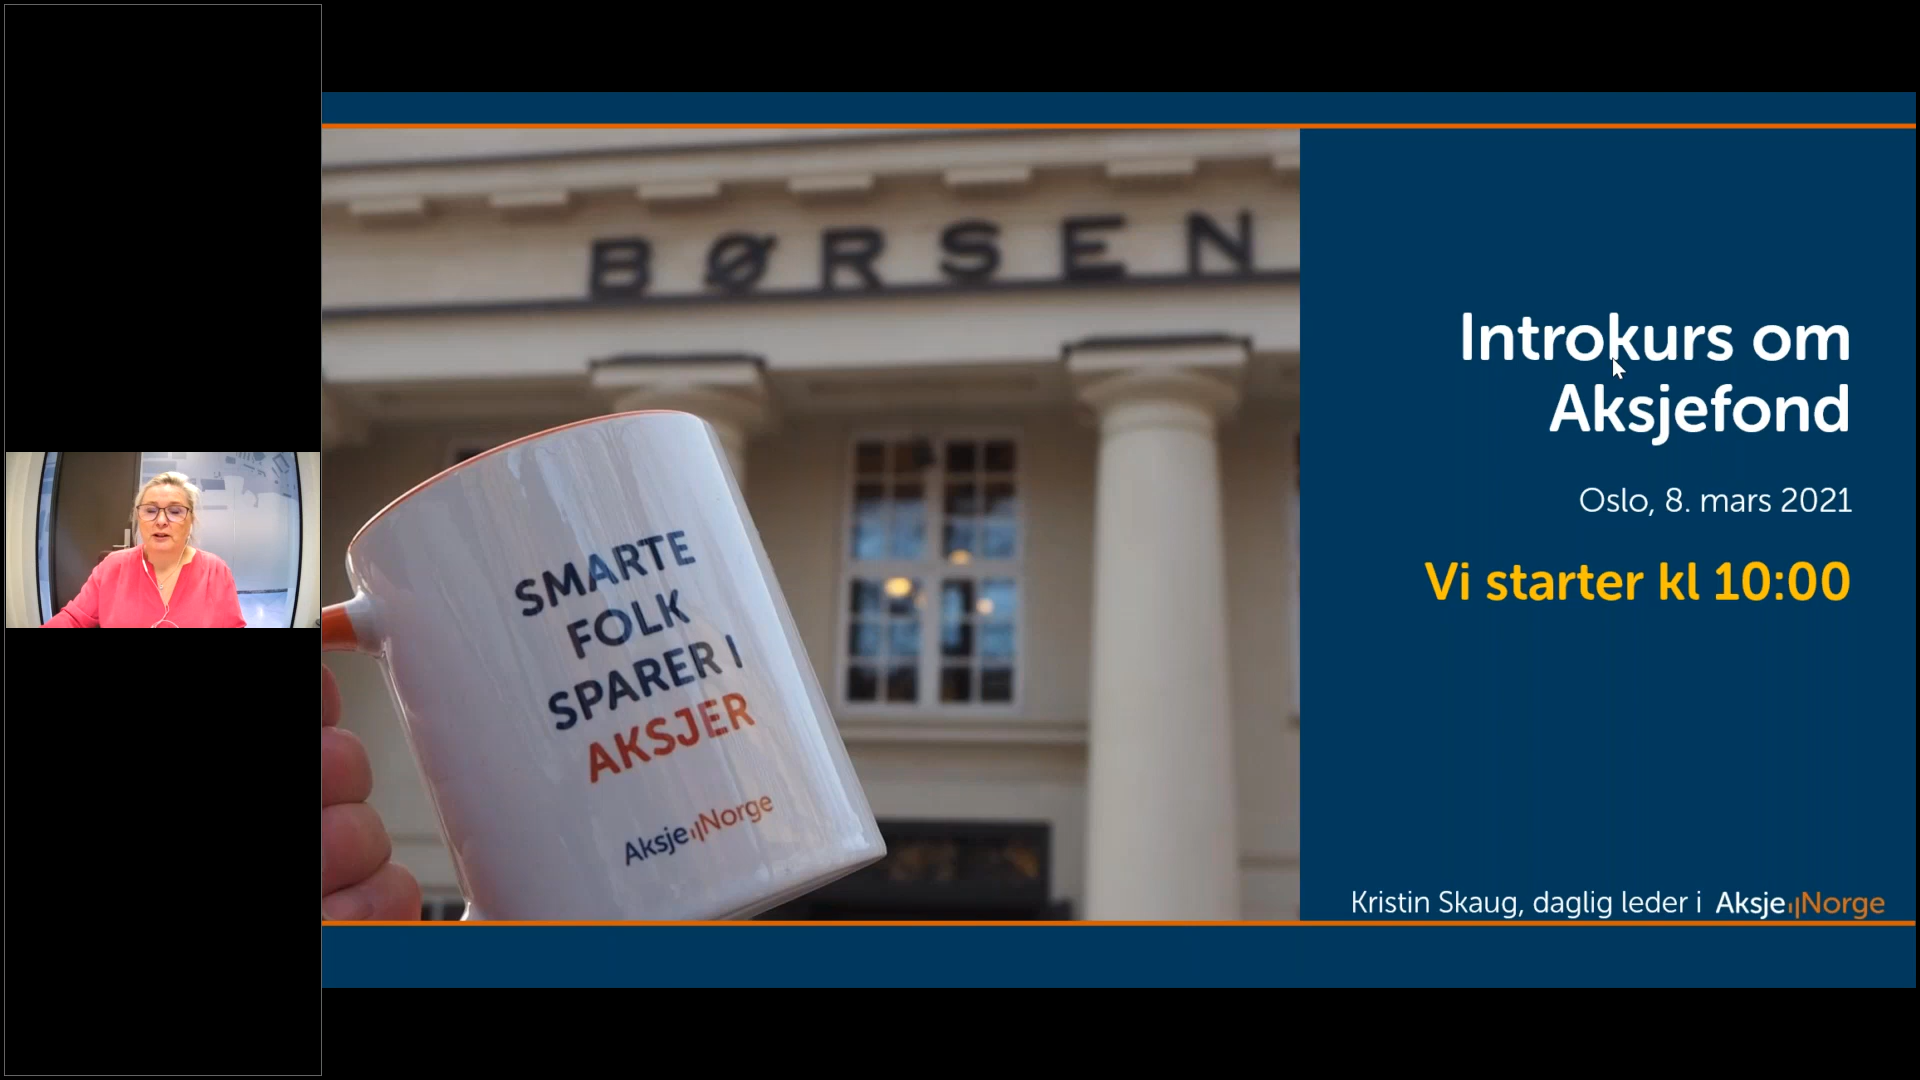 BØRSEN
SMARTE
FOLK
SPARER I
AKSJER
AksjeNorge
Introkurs om
Aksjefond
Oslo, 8. mars 2021
Vi starter kl 10:00
Kristin Skaug, daglig leder i AksjeNorge